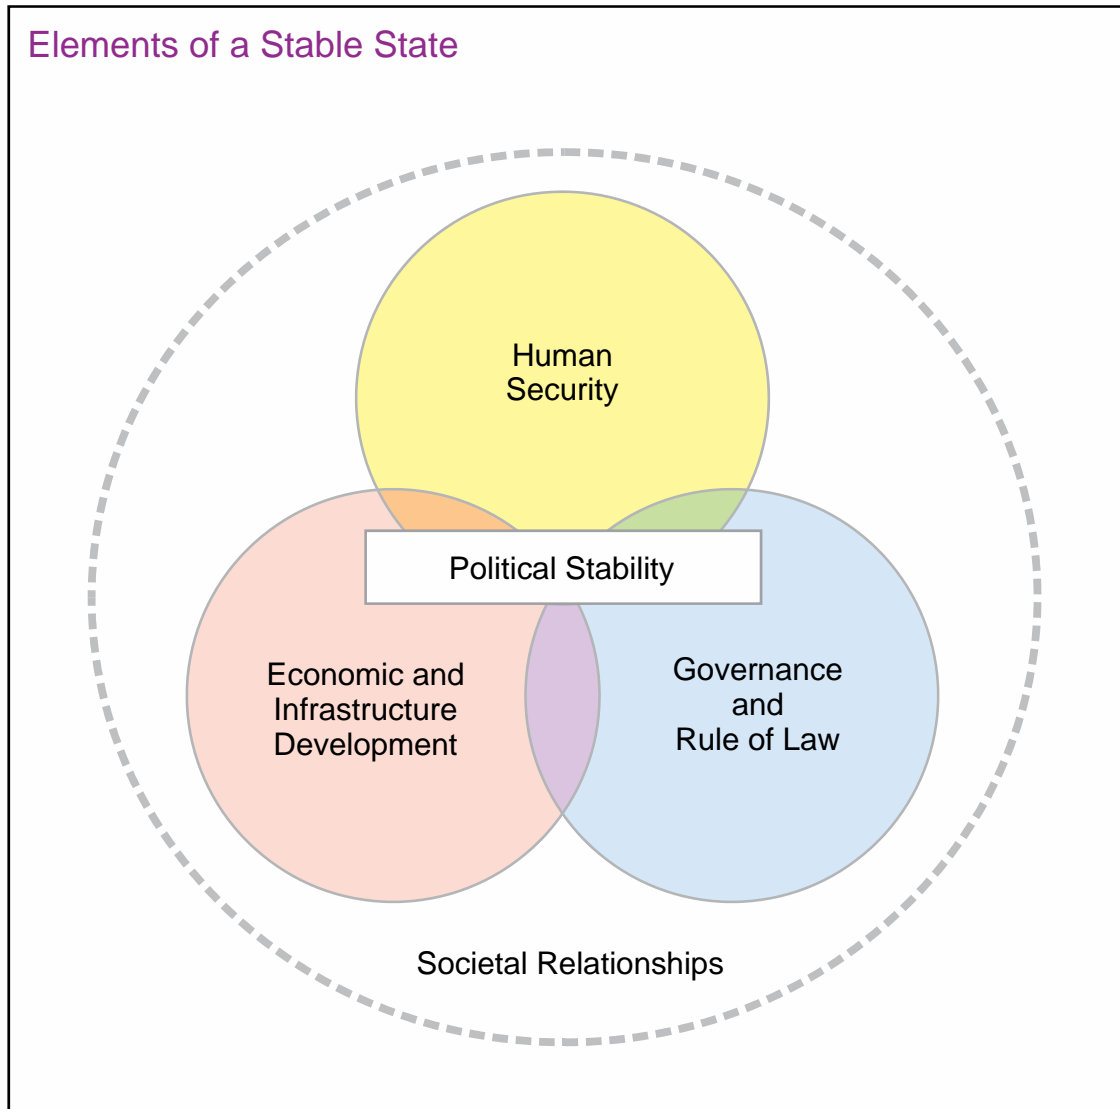 Elements of a Stable State
Human
Security
Political Stability
Economic and
Infrastructure
Development
Governance
and
Rule of Law
Societal Relationships